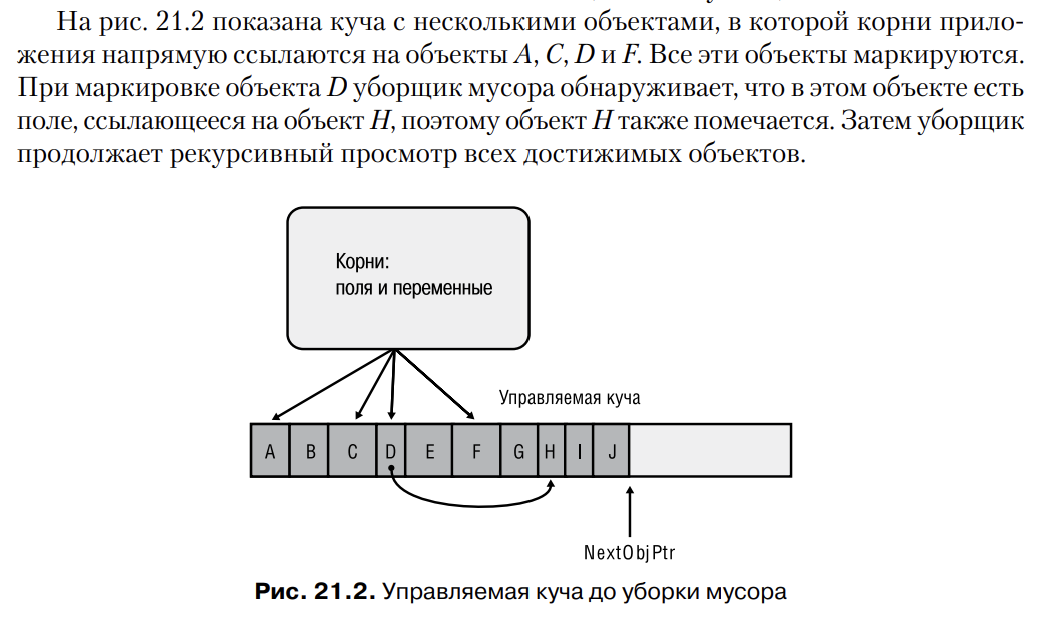 На рис. 21.2 показана куча с несколькими объектами, в которой корни прило-
жения напрямую ссылаются на объекты A, C, D и F. Все эти объекты маркируются.
При маркировке объекта D уборщик мусора обнаруживает, что в этом объекте есть
поле, ссылающееся на объект H, поэтому объект H также помечается. Затем уборщик
продолжает рекурсивный просмотр всех достижимых объектов.
Корни:
поля и переменные
Управляемая куча
A B C D E F G H I J
NextObjPtr
Рис. 21.2. Управляемая куча до уборки мусора